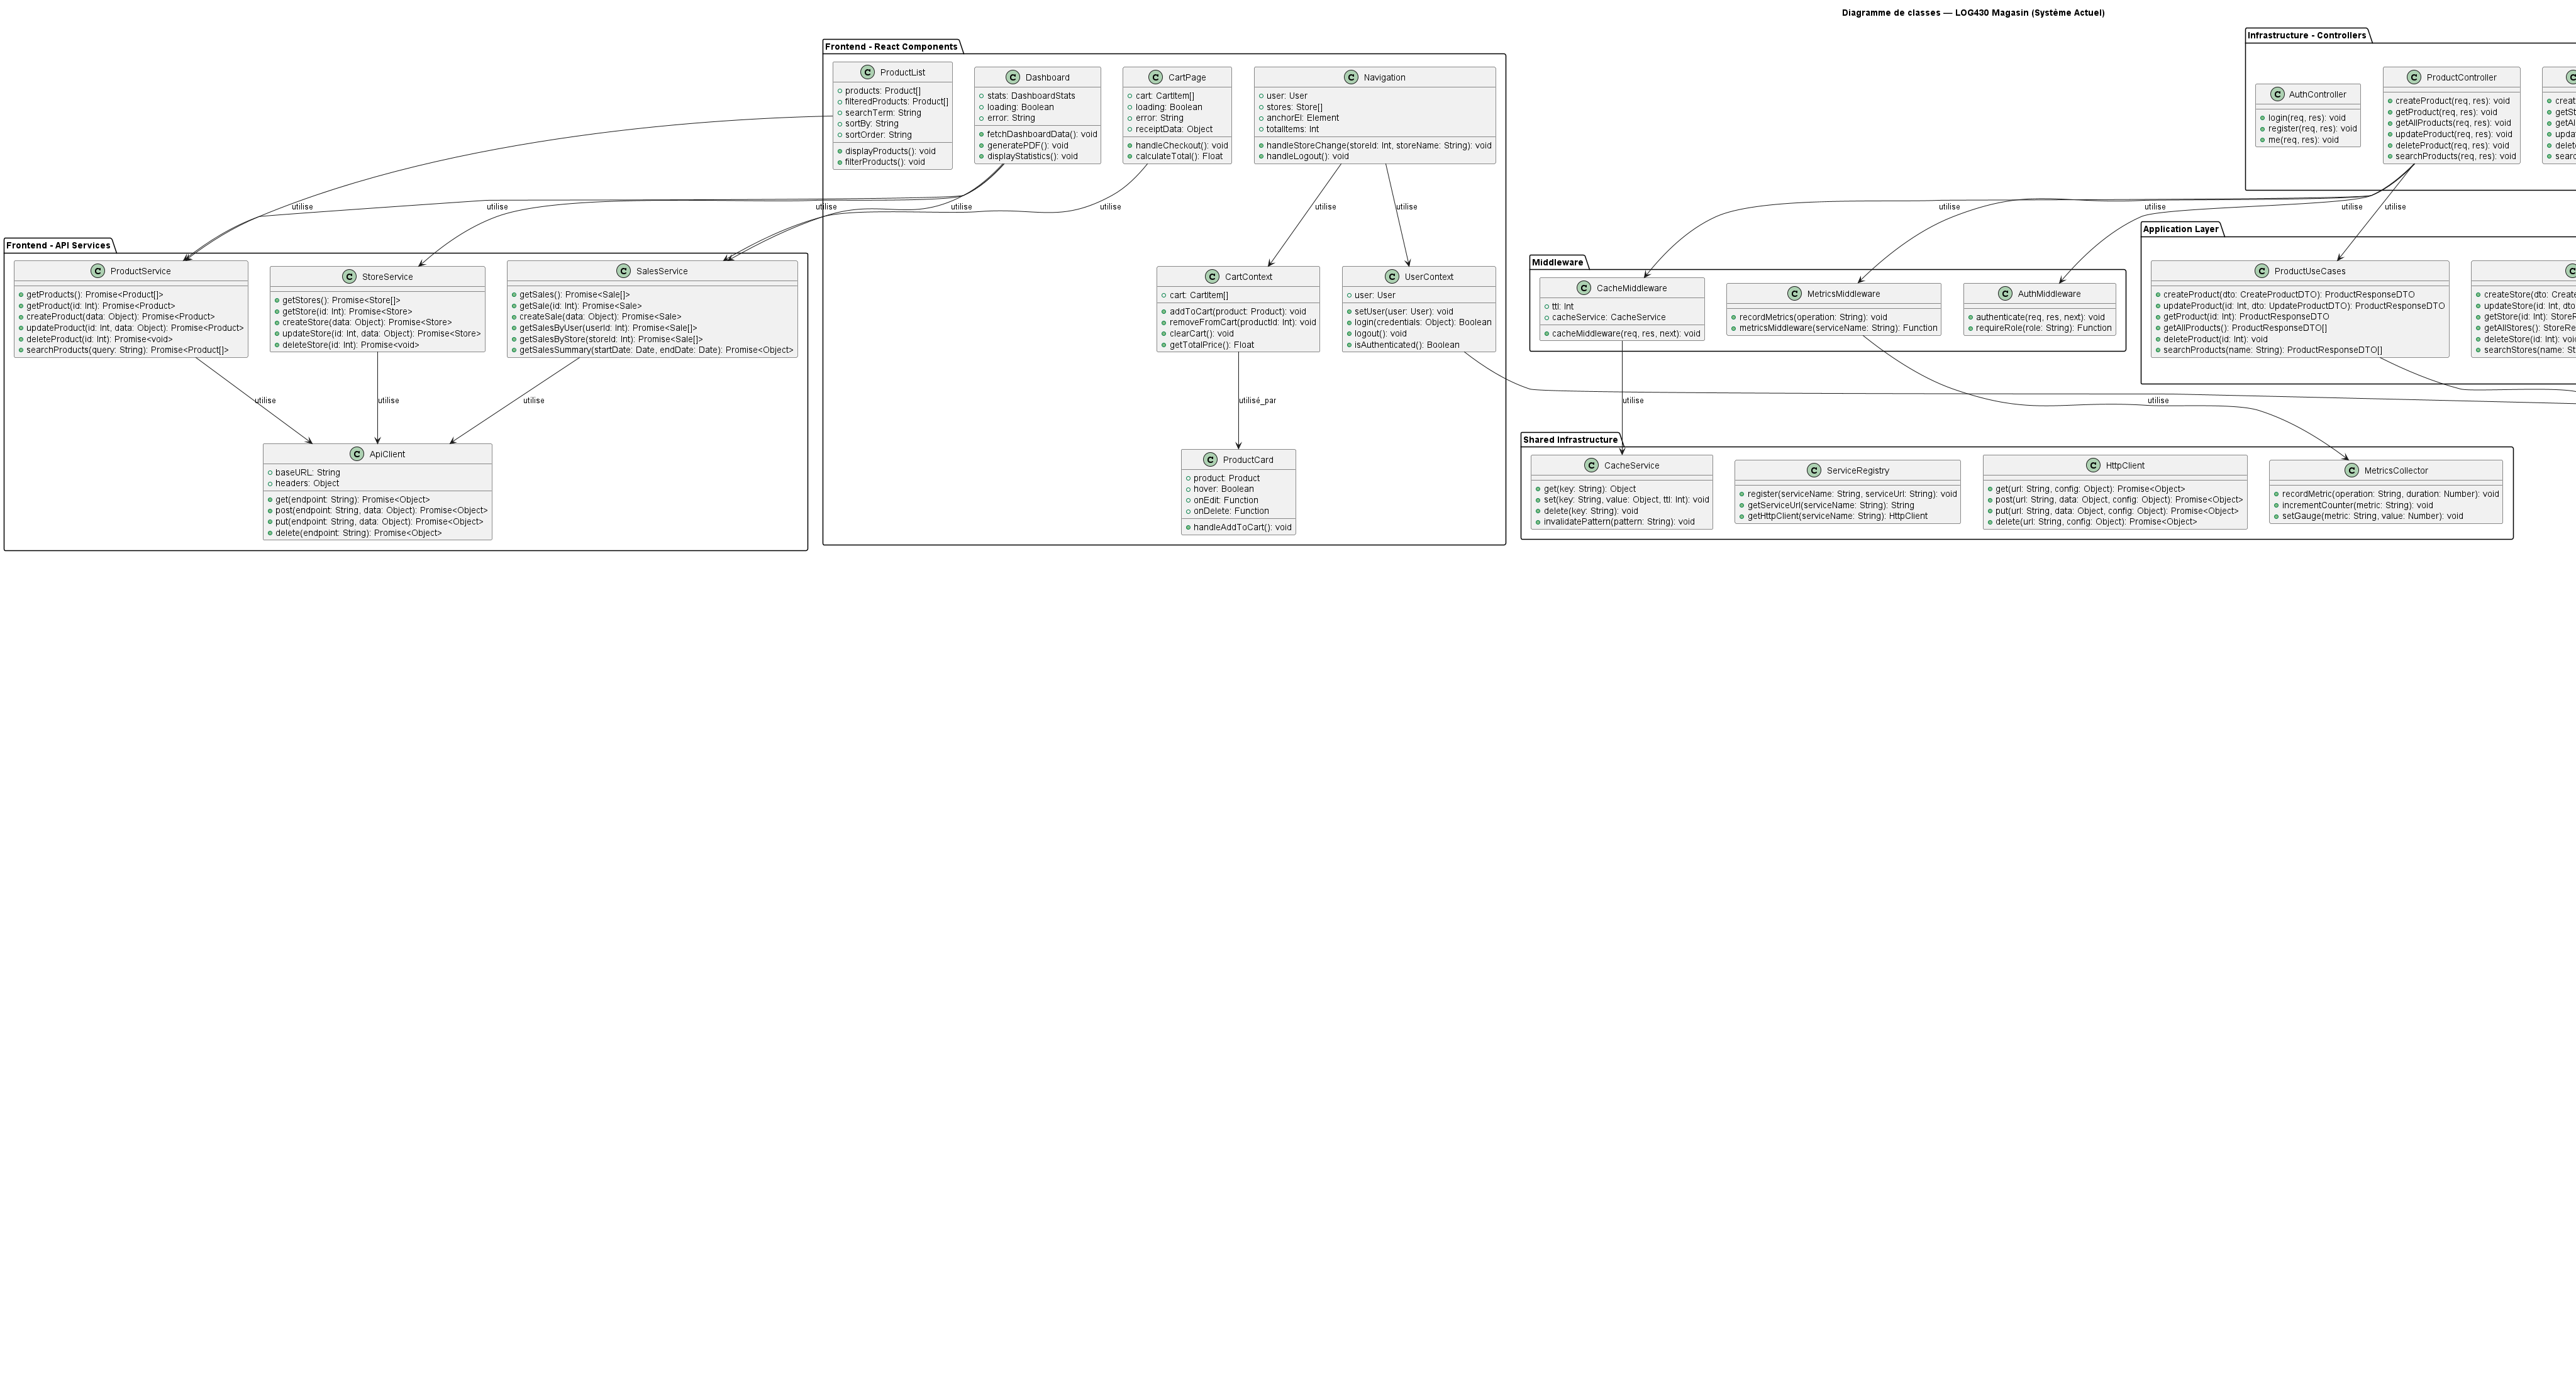 Diagramme de classes — LOG430 Magasin (Système Actuel)
Frontend - React Components
ProductList
products: Product[]
filteredProducts: Product[]
searchTerm: String
sortBy: String
sortOrder: String
displayProducts(): void
filterProducts(): void
Dashboard
stats: DashboardStats
loading: Boolean
error: String
fetchDashboardData(): void
generatePDF(): void
displayStatistics(): void
CartPage
cart: CartItem[]
loading: Boolean
error: String
receiptData: Object
handleCheckout(): void
calculateTotal(): Float
Navigation
user: User
stores: Store[]
anchorEl: Element
totalItems: Int
handleStoreChange(storeId: Int, storeName: String): void
handleLogout(): void
Infrastructure - Controllers
AuthController
login(req, res): void
register(req, res): void
me(req, res): void
ProductController
createProduct(req, res): void
getProduct(req, res): void
getAllProducts(req, res): void
updateProduct(req, res): void
deleteProduct(req, res): void
searchProducts(req, res): void
utilise
utilise
utilise
utilise
utilise
utilise
utilise
utilise
utilise
utilise
utilise
Frontend - API Services
ProductService
getProducts(): Promise<Product[]>
getProduct(id: Int): Promise<Product>
createProduct(data: Object): Promise<Product>
updateProduct(id: Int, data: Object): Promise<Product>
deleteProduct(id: Int): Promise<void>
searchProducts(query: String): Promise<Product[]>
StoreService
getStores(): Promise<Store[]>
getStore(id: Int): Promise<Store>
createStore(data: Object): Promise<Store>
updateStore(id: Int, data: Object): Promise<Store>
deleteStore(id: Int): Promise<void>
SalesService
getSales(): Promise<Sale[]>
getSale(id: Int): Promise<Sale>
createSale(data: Object): Promise<Sale>
getSalesByUser(userId: Int): Promise<Sale[]>
getSalesByStore(storeId: Int): Promise<Sale[]>
getSalesSummary(startDate: Date, endDate: Date): Promise<Object>
CartContext
cart: CartItem[]
addToCart(product: Product): void
removeFromCart(productId: Int): void
clearCart(): void
getTotalPrice(): Float
UserContext
user: User
setUser(user: User): void
login(credentials: Object): Boolean
logout(): void
isAuthenticated(): Boolean
Middleware
CacheMiddleware
ttl: Int
cacheService: CacheService
cacheMiddleware(req, res, next): void
MetricsMiddleware
recordMetrics(operation: String): void
metricsMiddleware(serviceName: String): Function
AuthMiddleware
authenticate(req, res, next): void
requireRole(role: String): Function
Application Layer
ProductUseCases
createProduct(dto: CreateProductDTO): ProductResponseDTO
updateProduct(id: Int, dto: UpdateProductDTO): ProductResponseDTO
getProduct(id: Int): ProductResponseDTO
getAllProducts(): ProductResponseDTO[]
deleteProduct(id: Int): void
searchProducts(name: String): ProductResponseDTO[]
createStore(dto:
updateStore(id: Int,
getStore(id: Int):
getAllStores():
deleteStore(id: Int):
searchStores(name:
utilise
utilise
utilise
utilisé_par
utilise
utilise
ApiClient
baseURL: String
headers: Object
get(endpoint: String): Promise<Object>
post(endpoint: String, data: Object): Promise<Object>
put(endpoint: String, data: Object): Promise<Object>
delete(endpoint: String): Promise<Object>
ProductCard
product: Product
hover: Boolean
onEdit: Function
onDelete: Function
handleAddToCart(): void
Shared Infrastructure
CacheService
get(key: String): Object
set(key: String, value: Object, ttl: Int): void
delete(key: String): void
invalidatePattern(pattern: String): void
ServiceRegistry
register(serviceName: String, serviceUrl: String): void
getServiceUrl(serviceName: String): String
getHttpClient(serviceName: String): HttpClient
HttpClient
get(url: String, config: Object): Promise<Object>
post(url: String, data: Object, config: Object): Promise<Object>
put(url: String, data: Object, config: Object): Promise<Object>
delete(url: String, config: Object): Promise<Object>
MetricsCollector
recordMetric(operation: String, duration: Number): void
incrementCounter(metric: String): void
setGauge(metric: String, value: Number): void